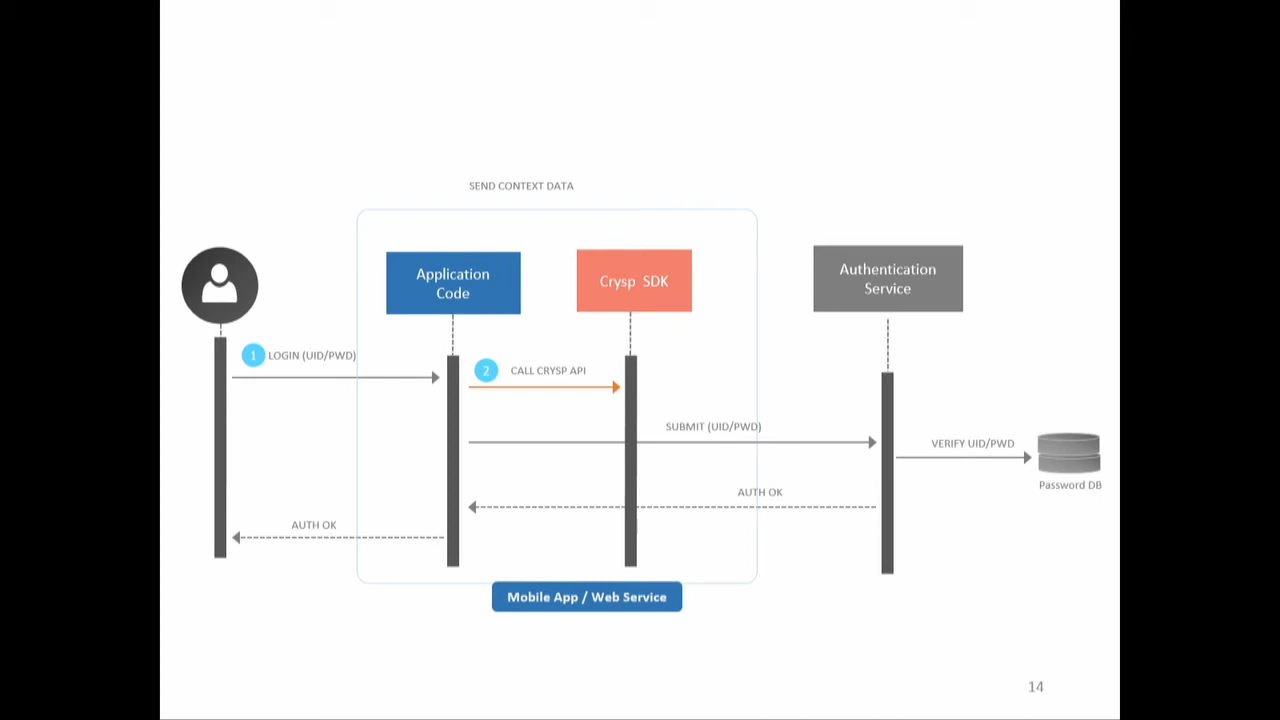 SEND CONTEXT DATA
Application
Code
Crysp SDK
Authentication
Service
1 LOGIN (UID/PWD)
2 CALL CRYSP API
SUBMIT (UID/PWD)
VERIFY UID/PWD
Password DB
AUTH OK
AUTH OK
Mobile App / Web Service
14